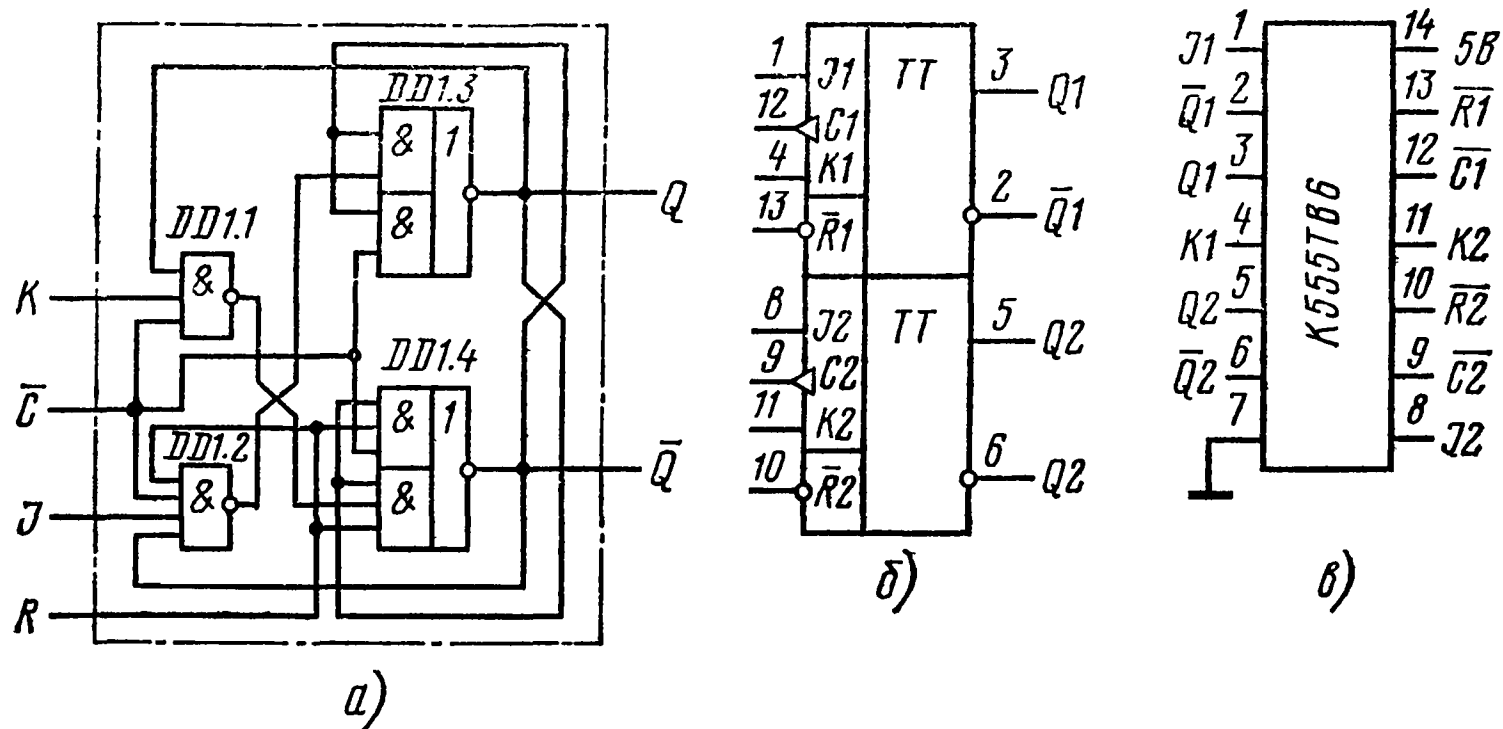 DD1.3
& 1
&
Q
DD1.1
&
K
C̅
DD1.4
& 1
&
Q̅
DD1.2
&
J
R
а)
1 J1 TT 3 Q1
12 C1
4 K1 2 Q̅1
13 R̅1
8 J2 TT 5 Q2
9 C2
11 K2 6 Q2
10 R̅2
б)
К555ТВ6
J1 1 14 5В
Q̅1 2 13 R̅1̅
Q1 3 12 C̅1̅
K1 4 11 K2
Q2 5 10 R̅2̅
Q̅2 6 9 C̅2̅
7 8 J2
в)